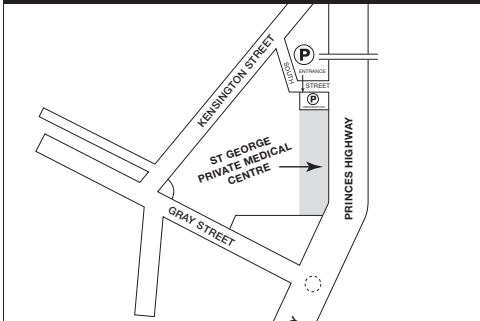 P
ENTRANCE
SOUTH
STREET
P
KENSINGTON STREET
ST GEORGE
PRIVATE MEDICAL
CENTRE
PRINCES HIGHWAY
GRAY STREET
Y